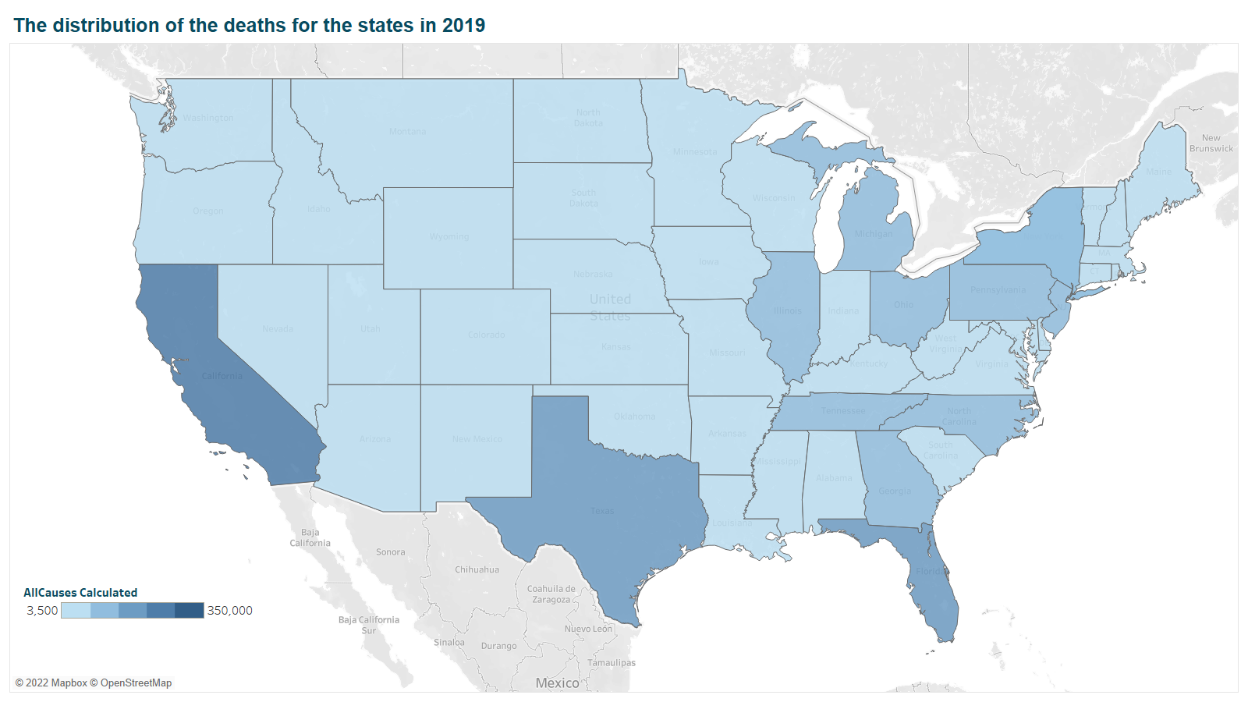 The distribution of the deaths for the states in 2019
Washington
Montana
North
Dakota
Minnesota
Maine
New
Brunswick
Oregon
Idaho
South
Dakota
Wisconsin
Wyoming
Michigan
MA
CT
Iowa
Nebraska
Pennsylvania
United
States
Illinois
Indiana
Ohio
Nevada
Utah
Colorado
Kansas
Missouri
West
Virginia
Virginia
Kentucky
California
Tennessee
North
Carolina
Arizona
New Mexico
Oklahoma
Arkansas
South
Carolina
Mississippi
Alabama
Georgia
Texas
Louisiana
Florida
Baja
California
Sonora
Chihuahua
Coahuila de
Zaragoza
AllCauses Calculated
3,500 350,000
Baja California
Sur
Nuevo León
Sinaloa
Durango
Tamaulipas
Mexico
© 2022 Mapbox © OpenStreetMap